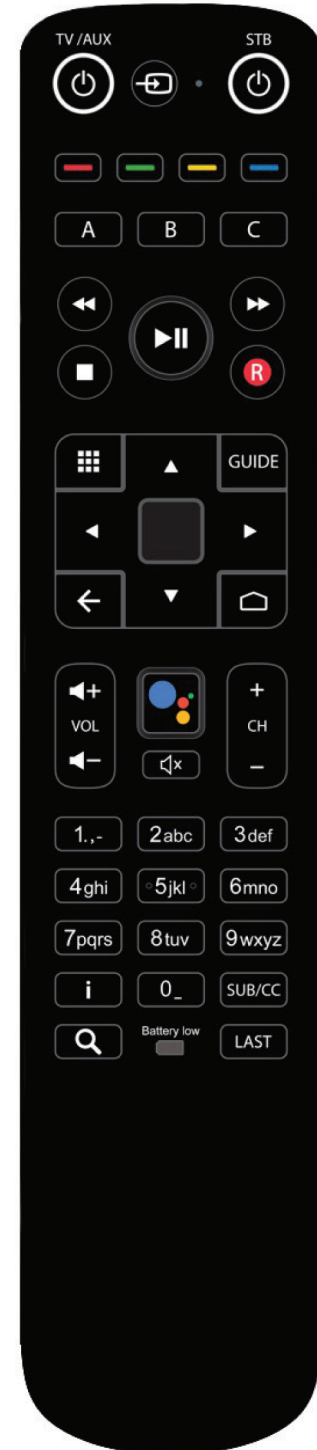 TV /AUX STB
A B C
R
GUIDE
+ +
VOL CH
– –
1.,- 2abc 3def
4ghi 5jkl 6mno
7pqrs 8tuv 9wxyz
i 0_ SUB/CC
Battery low LAST